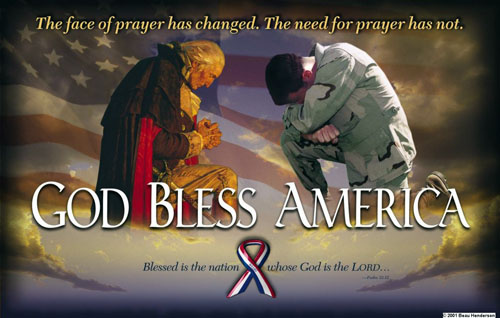 The face of prayer has changed. The need for prayer has not.
GOD BLESS AMERICA
Blessed is the nation whose God is the LORD...
© 2001 Beau Henderson